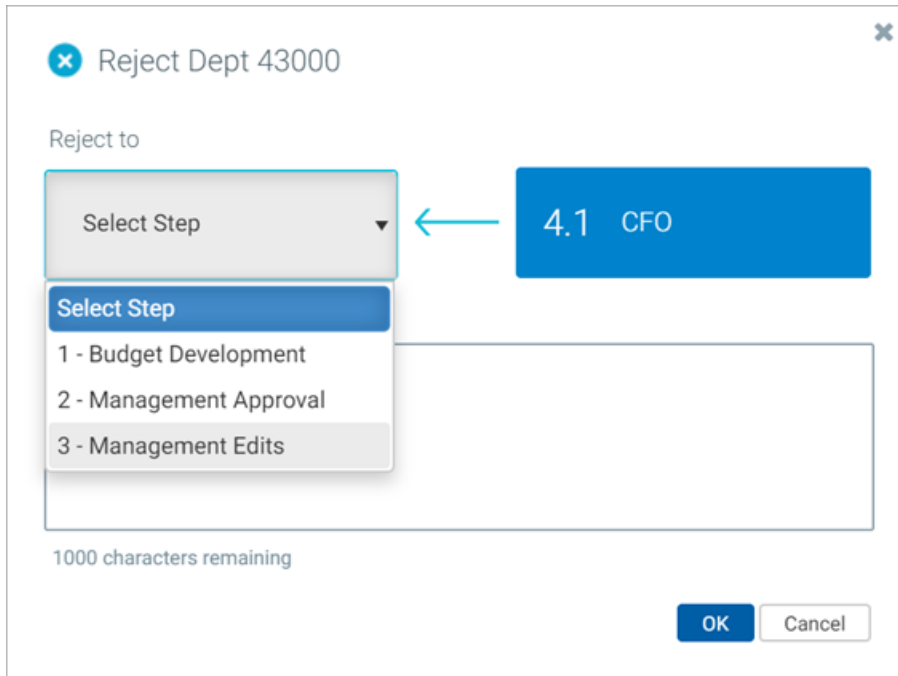 Reject Dept 43000
Reject to
Select Step
4.1 CFO
Select Step
1 - Budget Development
2 - Management Approval
3 - Management Edits
1000 characters remaining
OK Cancel